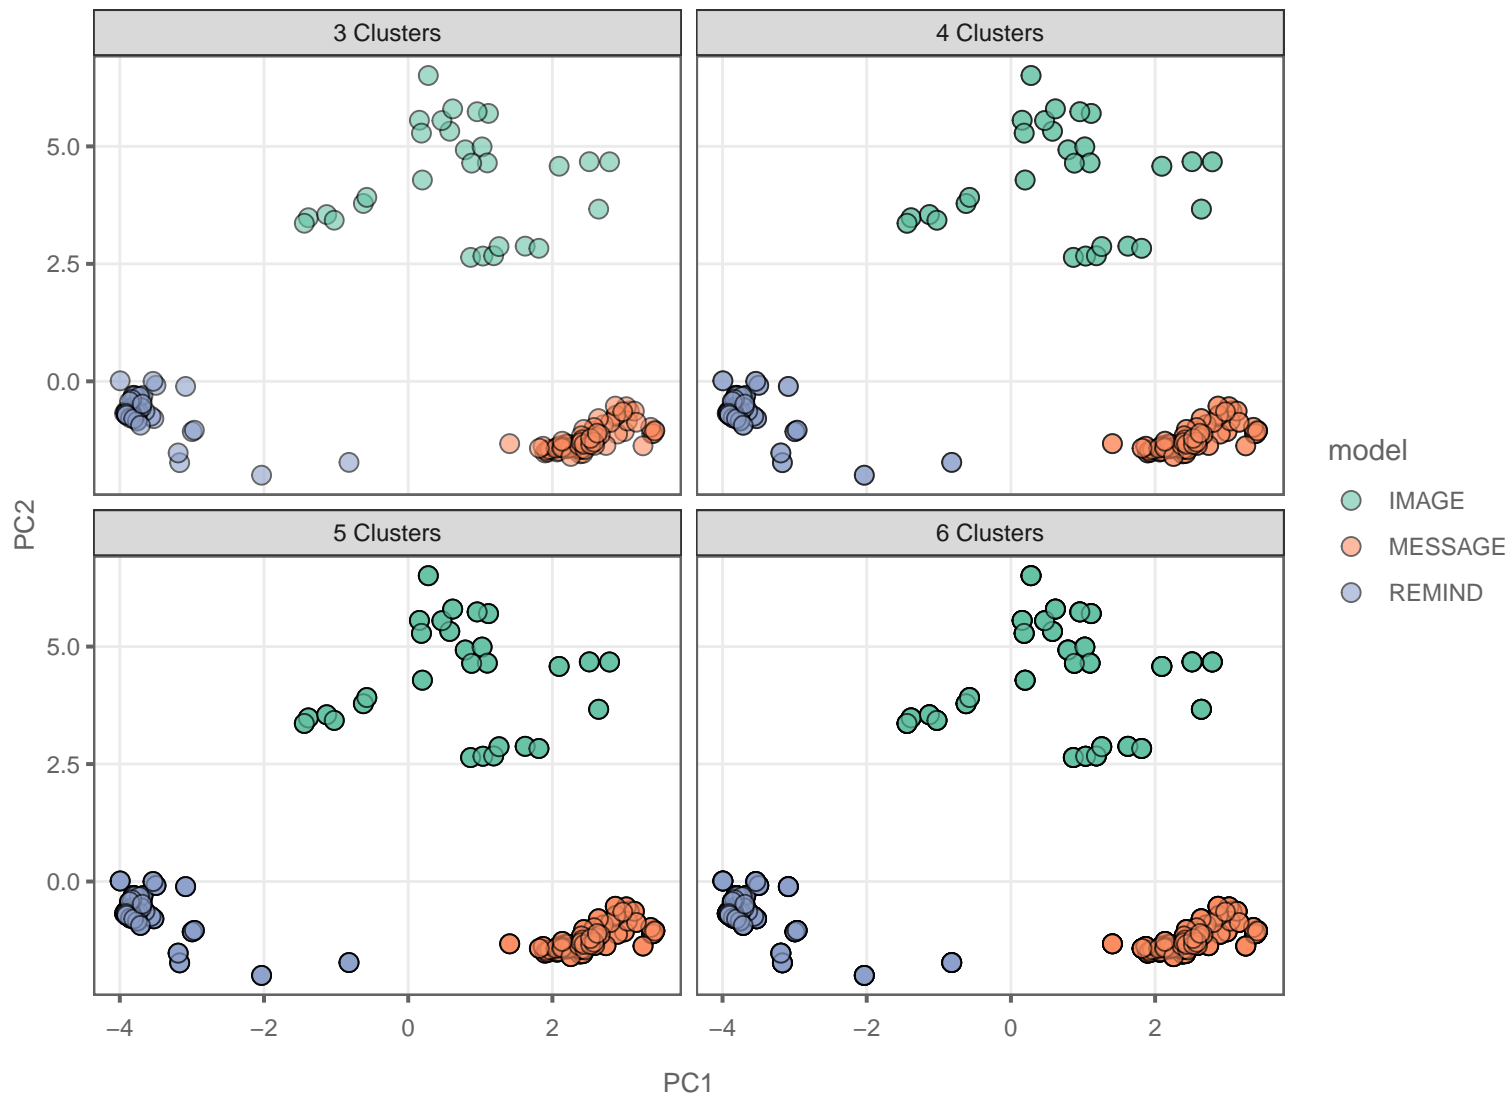 3 Clusters
4 Clusters
5.0
2.5
0.0
PC2
5 Clusters
6 Clusters
5.0
2.5
0.0
−4
−2
0
2
−4
−2
0
2
PC1
model
IMAGE
MESSAGE
REMIND